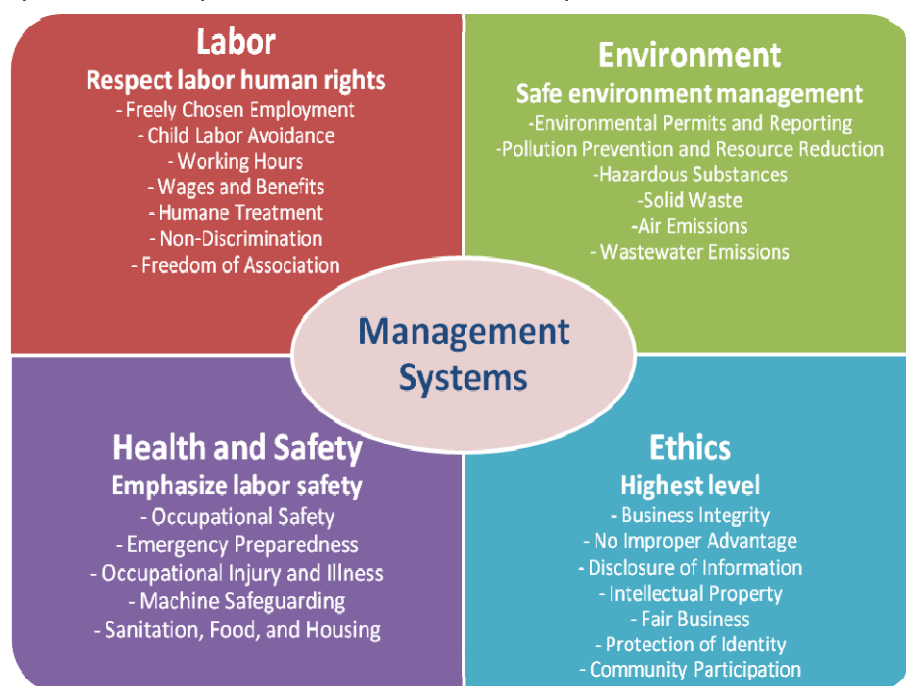 Labor
Respect labor human rights
- Freely Chosen Employment
- Child Labor Avoidance
- Working Hours
- Wages and Benefits
- Humane Treatment
- Non-Discrimination
- Freedom of Association
Environment
Safe environment management
-Environmental Permits and Reporting
-Pollution Prevention and Resource Reduction
-Hazardous Substances
-Solid Waste
-Air Emissions
- Wastewater Emissions
Management
Systems
Health and Safety
Emphasize labor safety
- Occupational Safety
- Emergency Preparedness
- Occupational Injury and Illness
- Machine Safeguarding
- Sanitation, Food, and Housing
Ethics
Highest level
- Business Integrity
- No Improper Advantage
- Disclosure of Information
- Intellectual Property
- Fair Business
- Protection of Identity
- Community Participation